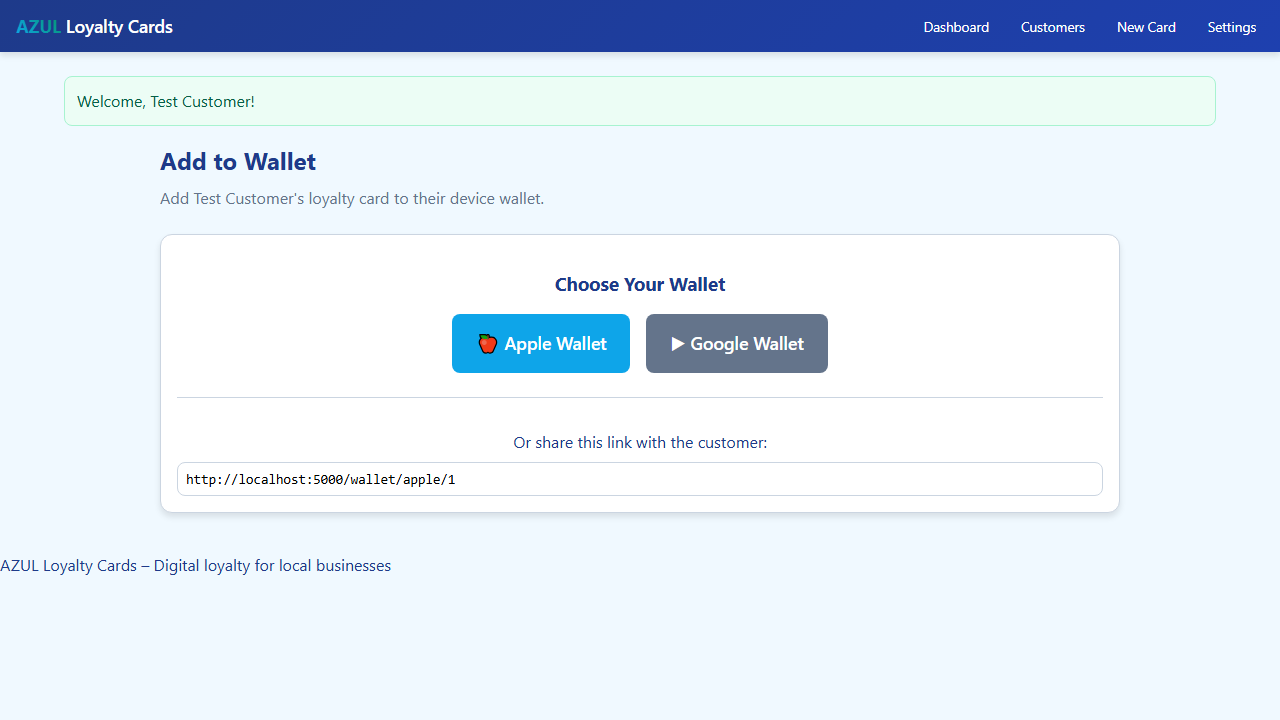 AZUL Loyalty Cards
Dashboard
Customers
New Card
Settings
Welcome, Test Customer!
Add to Wallet
Add Test Customer's loyalty card to their device wallet.
Choose Your Wallet
🍎 Apple Wallet
▶ Google Wallet
Or share this link with the customer:
http://localhost:5000/wallet/apple/1
AZUL Loyalty Cards – Digital loyalty for local businesses